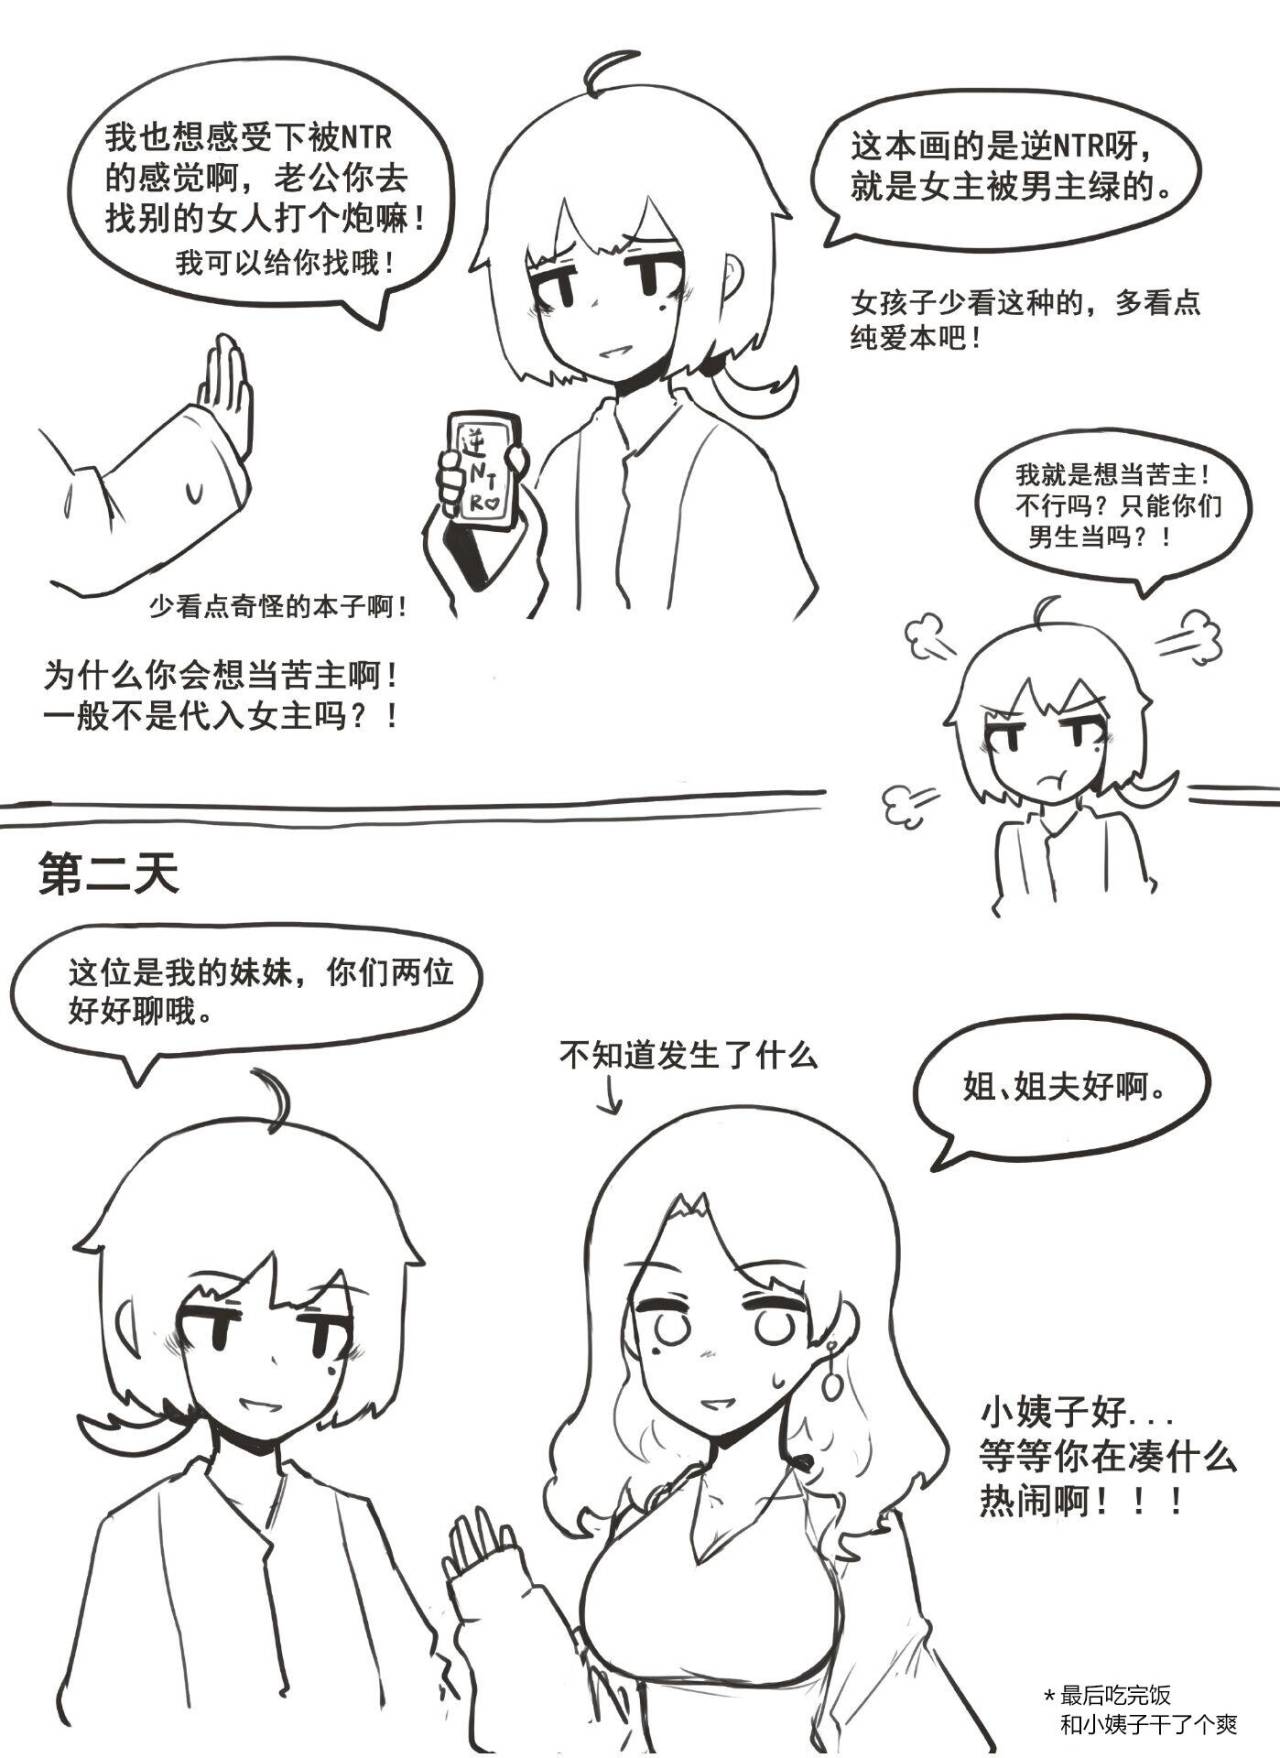 我也想感受下被NTR
的感觉啊，老公你去
找别的女人打个炮嘛！
我可以给你找哦！
这本画的是逆NTR呀，
就是女主被男主绿的。
女孩子少看这种的，多看点
纯爱本吧！
逆
NT
R♡
少看点奇怪的本子啊！
为什么你会想当苦主啊！
一般不是代入女主吗？！
我就是想当苦主！
不行吗？只能你们
男生当吗？！
第二天
这位是我的妹妹，你们两位
好好聊哦。
不知道发生了什么
姐、姐夫好啊。
小姨子好...
等等你在凑什么
热闹啊！！！
*最后吃完饭
和小姨子干了个爽